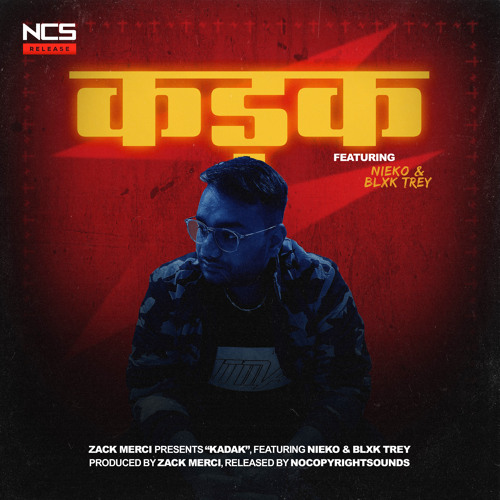 NCS
RELEASE
कड़क
FEATURING
NIEKO &
BLXK TREY
ZACK MERCI PRESENTS “KADAK”, FEATURING NIEKO & BLXK TREY
PRODUCED BY ZACK MERCI, RELEASED BY NOCOPYRIGHTSOUNDS